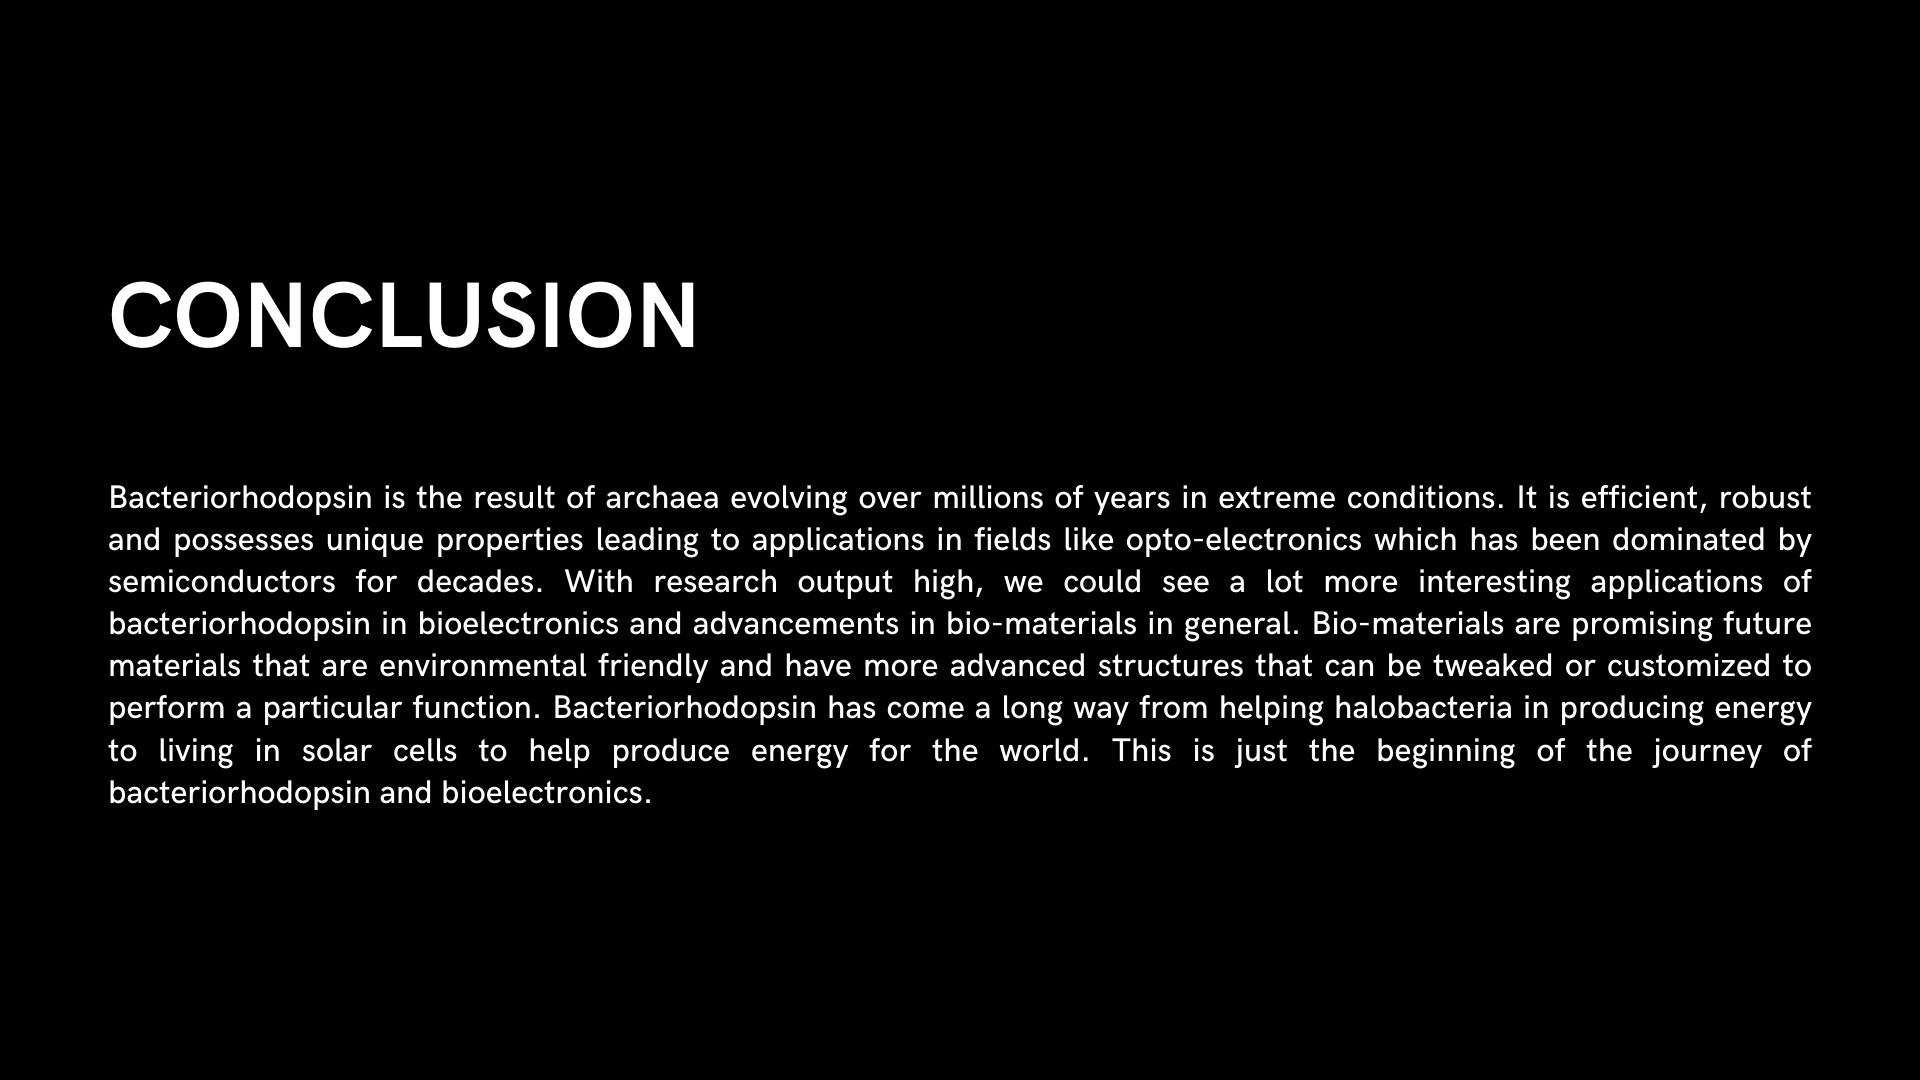 CONCLUSION
Bacteriorhodopsin is the result of archaea evolving over millions of years in extreme conditions. It is efficient, robust
and possesses unique properties leading to applications in fields like opto-electronics which has been dominated by
semiconductors for decades. With research output high, we could see a lot more interesting applications of
bacteriorhodopsin in bioelectronics and advancements in bio-materials in general. Bio-materials are promising future
materials that are environmental friendly and have more advanced structures that can be tweaked or customized to
perform a particular function. Bacteriorhodopsin has come a long way from helping halobacteria in producing energy
to living in solar cells to help produce energy for the world. This is just the beginning of the journey of
bacteriorhodopsin and bioelectronics.